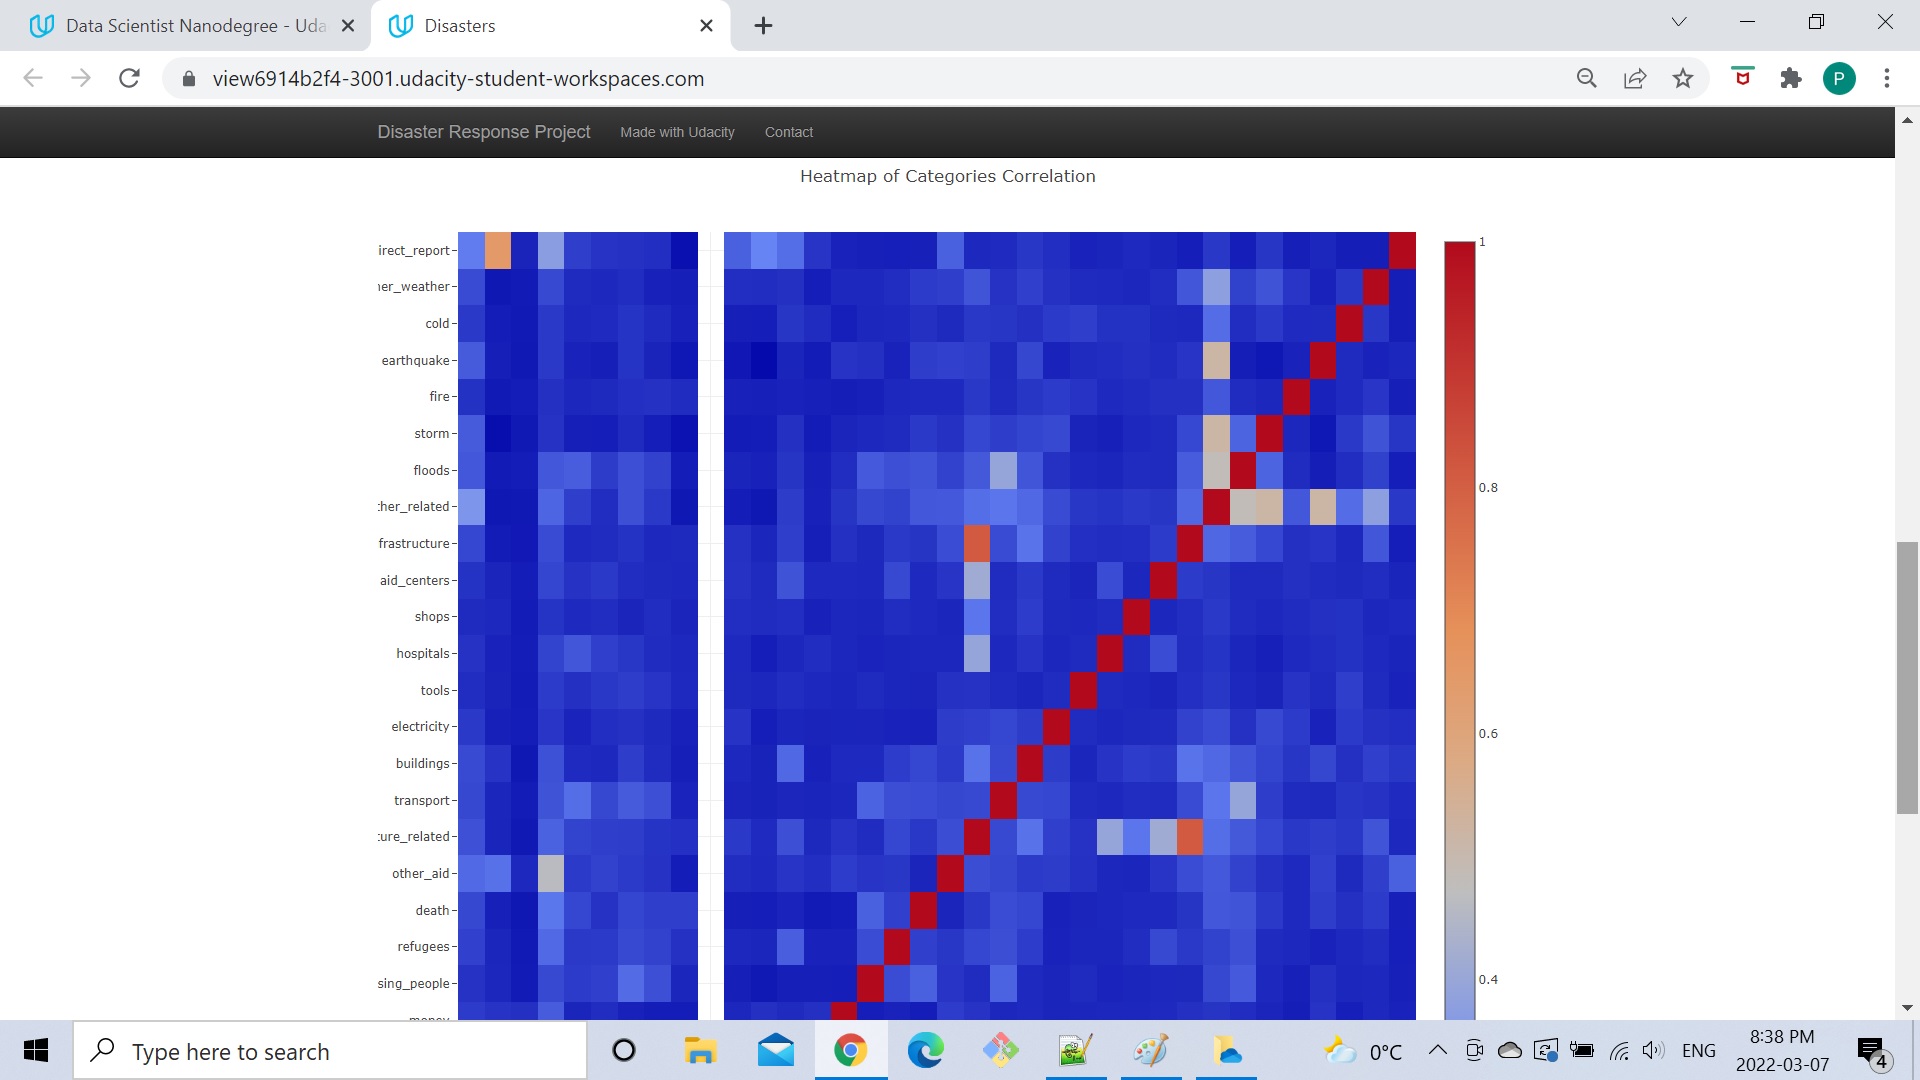 Data Scientist Nanodegree - Uda
Disasters
view6914b2f4-3001.udacity-student-workspaces.com
P
Disaster Response Project Made with Udacity Contact
Heatmap of Categories Correlation
irect_report
er_weather
cold
earthquake
fire
storm
floods
her_related
frastructure
aid_centers
shops
hospitals
tools
electricity
buildings
transport
ure_related
other_aid
death
refugees
sing_people
money
1
0.8
0.6
0.4
Type here to search
0°C
ENG
8:38 PM
2022-03-07
4